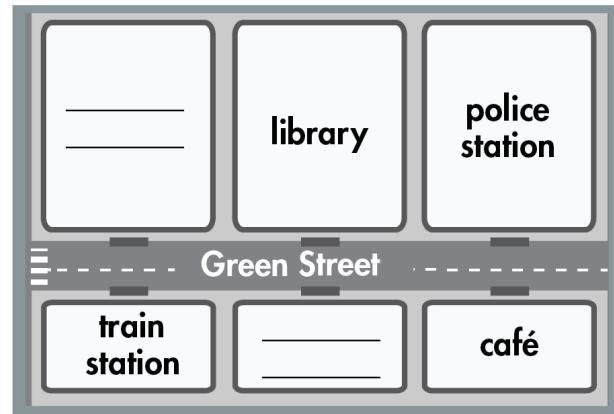 library
police
station
Green Street
train
station
café